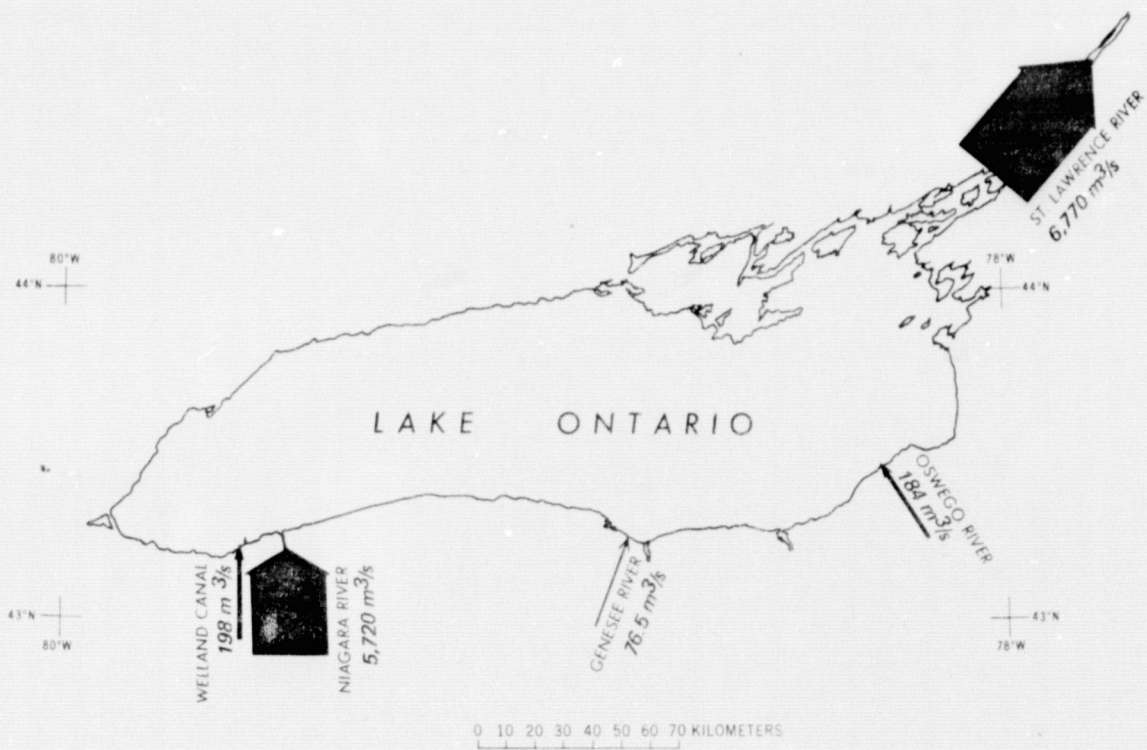 ST. LAWRENCE RIVER
6,770 m³/s
80°W
44°N
78°W
44°N
LAKE ONTARIO
OSWEGO RIVER
184 m³/s
WELLAND CANAL
198 m³/s
NIAGARA RIVER
5,720 m³/s
GENESEE RIVER
76.5 m³/s
43°N
80°W
43°N
78°W
0 10 20 30 40 50 60 70 KILOMETERS